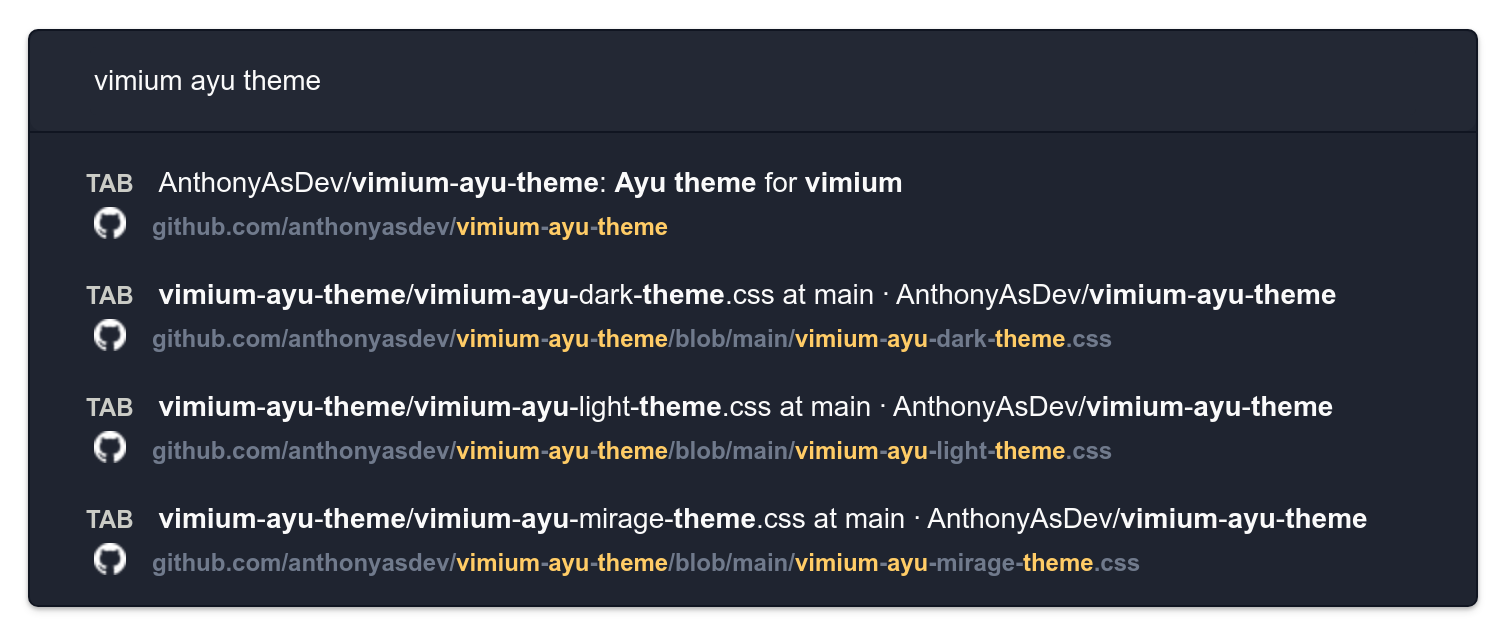 vimium ayu theme
TAB AnthonyAsDev/vimium-ayu-theme: Ayu theme for vimium
github.com/anthonyasdev/vimium-ayu-theme
TAB vimium-ayu-theme/vimium-ayu-dark-theme.css at main · AnthonyAsDev/vimium-ayu-theme
github.com/anthonyasdev/vimium-ayu-theme/blob/main/vimium-ayu-dark-theme.css
TAB vimium-ayu-theme/vimium-ayu-light-theme.css at main · AnthonyAsDev/vimium-ayu-theme
github.com/anthonyasdev/vimium-ayu-theme/blob/main/vimium-ayu-light-theme.css
TAB vimium-ayu-theme/vimium-ayu-mirage-theme.css at main · AnthonyAsDev/vimium-ayu-theme
github.com/anthonyasdev/vimium-ayu-theme/blob/main/vimium-ayu-mirage-theme.css